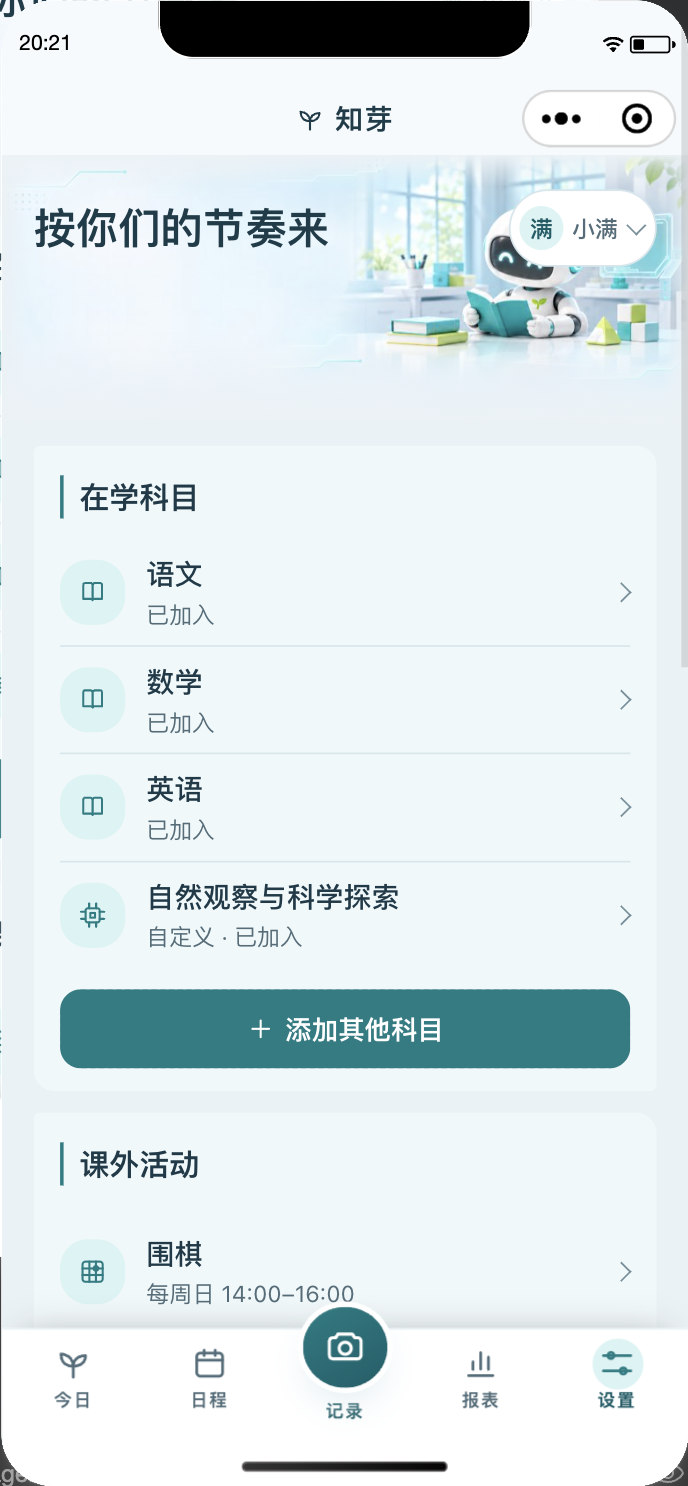 20:21
知芽
按你们的节奏来
满 小满
在学科目
语文
已加入
数学
已加入
英语
已加入
自然观察与科学探索
自定义 · 已加入
+ 添加其他科目
课外活动
围棋
每周日 14:00–16:00
今日 日程 记录 报表 设置